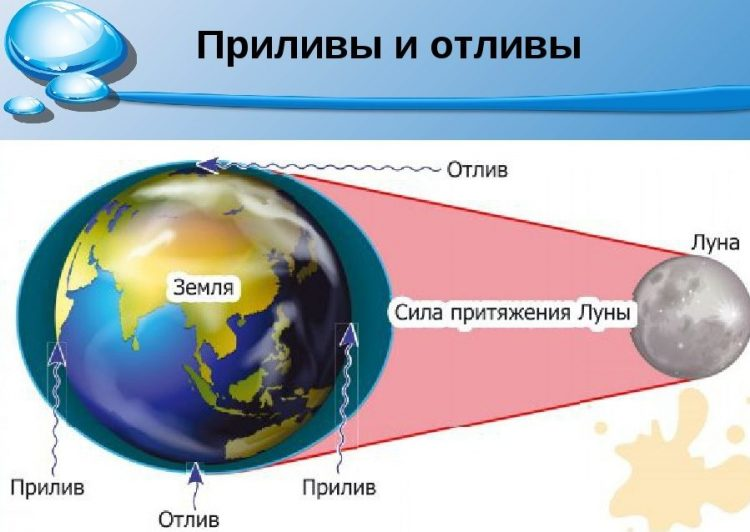 Приливы и отливы
Отлив
Луна
Земля
Сила притяжения Луны
Прилив
Прилив
Отлив